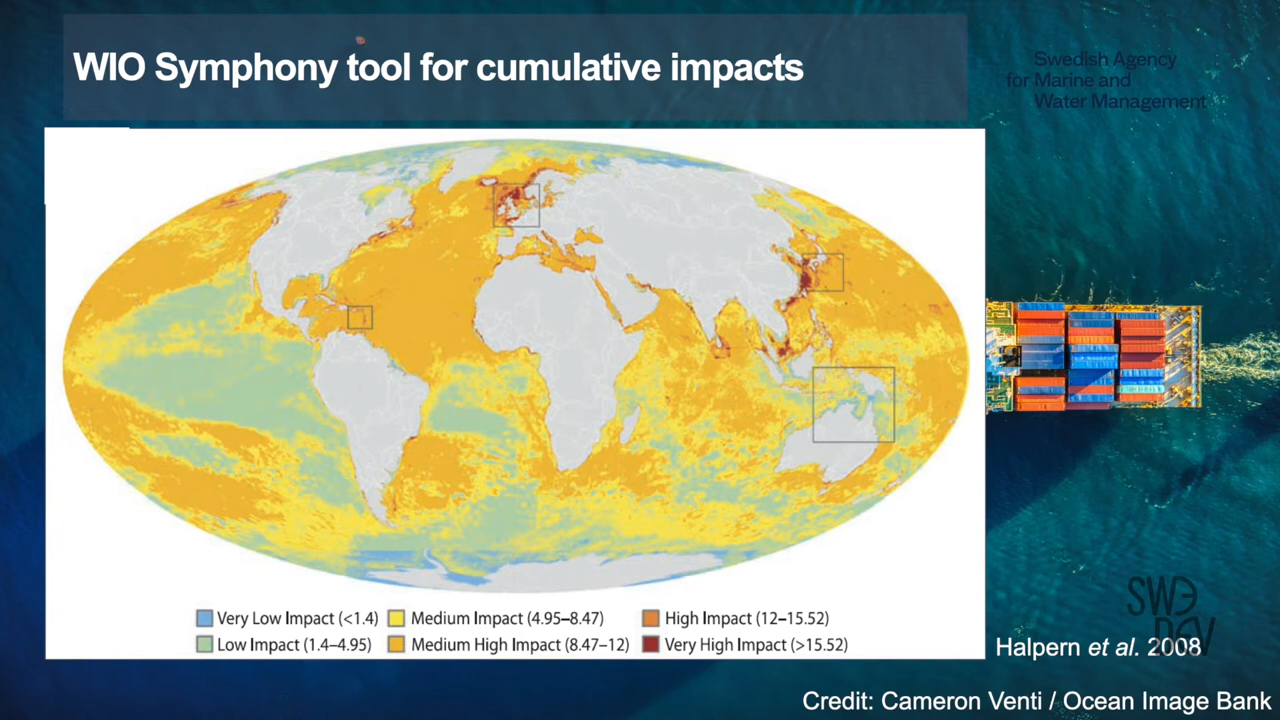 WIO Symphony tool for cumulative impacts
Swedish Agency
for Marine and
Water Management
Very Low Impact (<1.4)
Medium Impact (4.95–8.47)
High Impact (12–15.52)
Low Impact (1.4–4.95)
Medium High Impact (8.47–12)
Very High Impact (>15.52)
SWE
DEV
Halpern et al. 2008
Credit: Cameron Venti / Ocean Image Bank